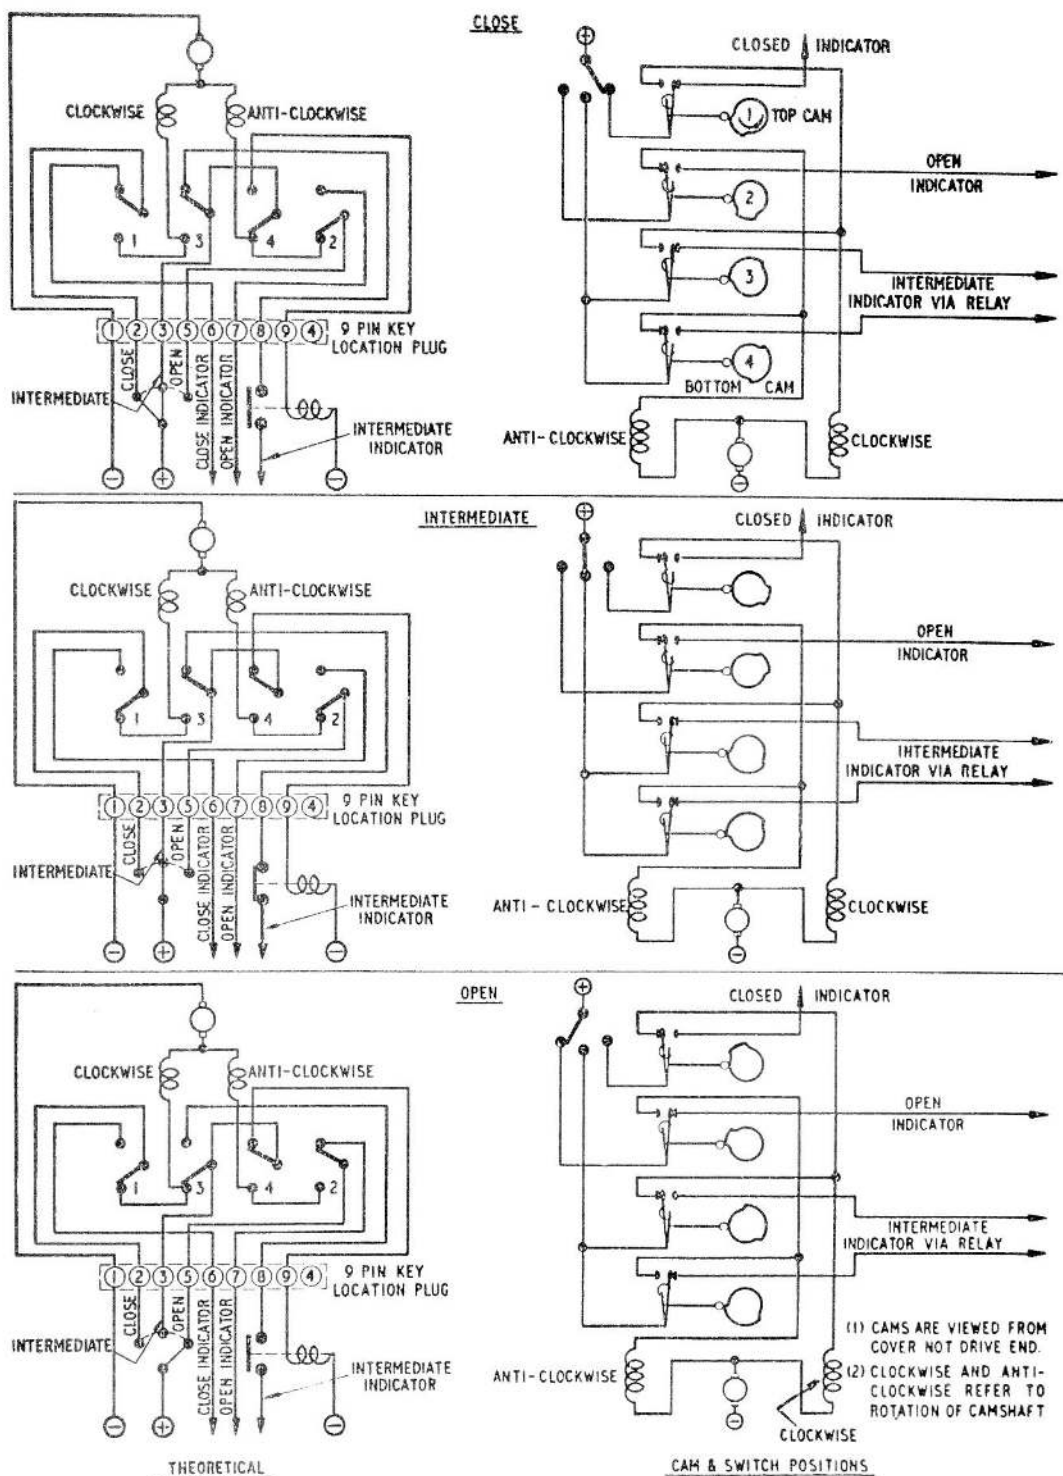 CLOSE
CLOCKWISE
ANTI-CLOCKWISE
1
3
4
2
1 2 3 5 6 7 8 9 4
9 PIN KEY
LOCATION PLUG
INTERMEDIATE
CLOSE
OPEN
CLOSE INDICATOR
OPEN INDICATOR
INTERMEDIATE
INDICATOR
−
+
−
+
CLOSED INDICATOR
1
TOP CAM
OPEN
INDICATOR
2
3
INTERMEDIATE
INDICATOR VIA RELAY
4
BOTTOM CAM
ANTI-CLOCKWISE
CLOCKWISE
−
INTERMEDIATE
CLOCKWISE
ANTI-CLOCKWISE
1
3
4
2
1 2 3 5 6 7 8 9 4
9 PIN KEY
LOCATION PLUG
INTERMEDIATE
CLOSE
OPEN
CLOSE INDICATOR
OPEN INDICATOR
INTERMEDIATE
INDICATOR
−
+
−
+
CLOSED INDICATOR
OPEN
INDICATOR
INTERMEDIATE
INDICATOR VIA RELAY
ANTI-CLOCKWISE
CLOCKWISE
−
OPEN
CLOCKWISE
ANTI-CLOCKWISE
1
3
4
2
1 2 3 5 6 7 8 9 4
9 PIN KEY
LOCATION PLUG
INTERMEDIATE
CLOSE
OPEN
CLOSE INDICATOR
OPEN INDICATOR
INTERMEDIATE
INDICATOR
−
+
−
+
CLOSED INDICATOR
OPEN
INDICATOR
INTERMEDIATE
INDICATOR VIA RELAY
ANTI-CLOCKWISE
−
CLOCKWISE
(1) CAMS ARE VIEWED FROM
COVER NOT DRIVE END.
(2) CLOCKWISE AND ANTI-
CLOCKWISE REFER TO
ROTATION OF CAMSHAFT
THEORETICAL
CAM & SWITCH POSITIONS